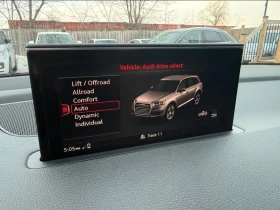 Vehicle: Audi drive select
Lift / Offroad
Allroad
Comfort
Auto
Dynamic
Individual
5:05
Track 11